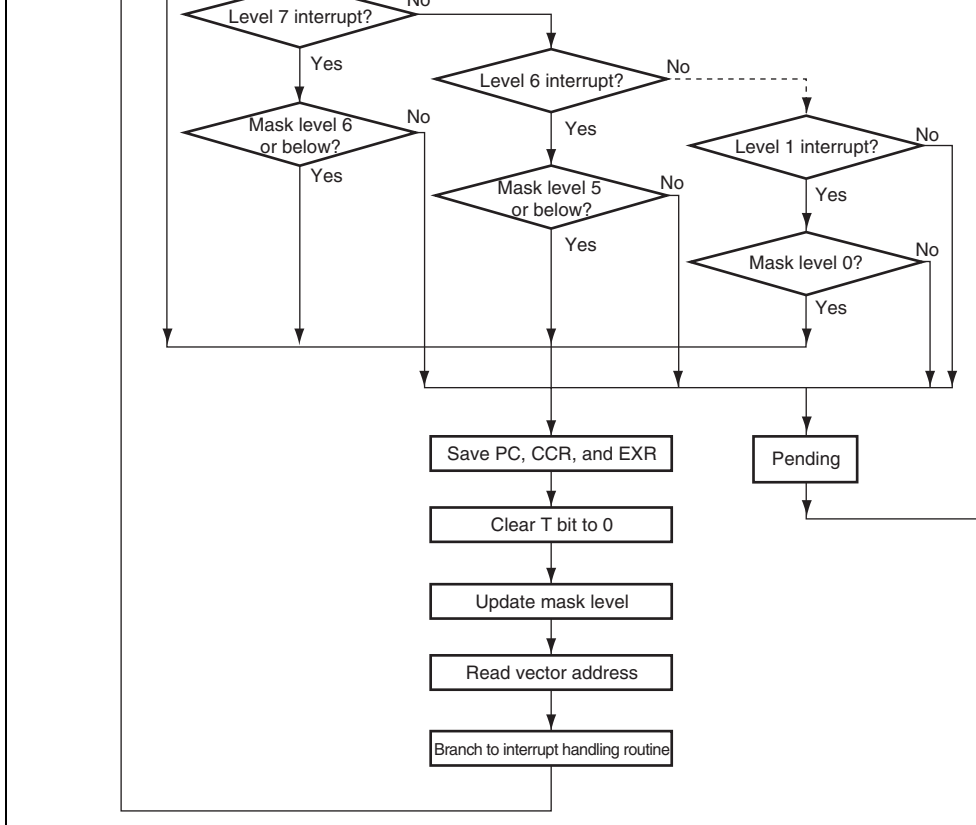 No
Level 7 interrupt?
Yes
Level 6 interrupt?
No
Mask level 6
or below?
No
Yes
Yes
Level 1 interrupt?
No
Mask level 5
or below?
No
Yes
Yes
Mask level 0?
No
Yes
Save PC, CCR, and EXR
Pending
Clear T bit to 0
Update mask level
Read vector address
Branch to interrupt handling routine